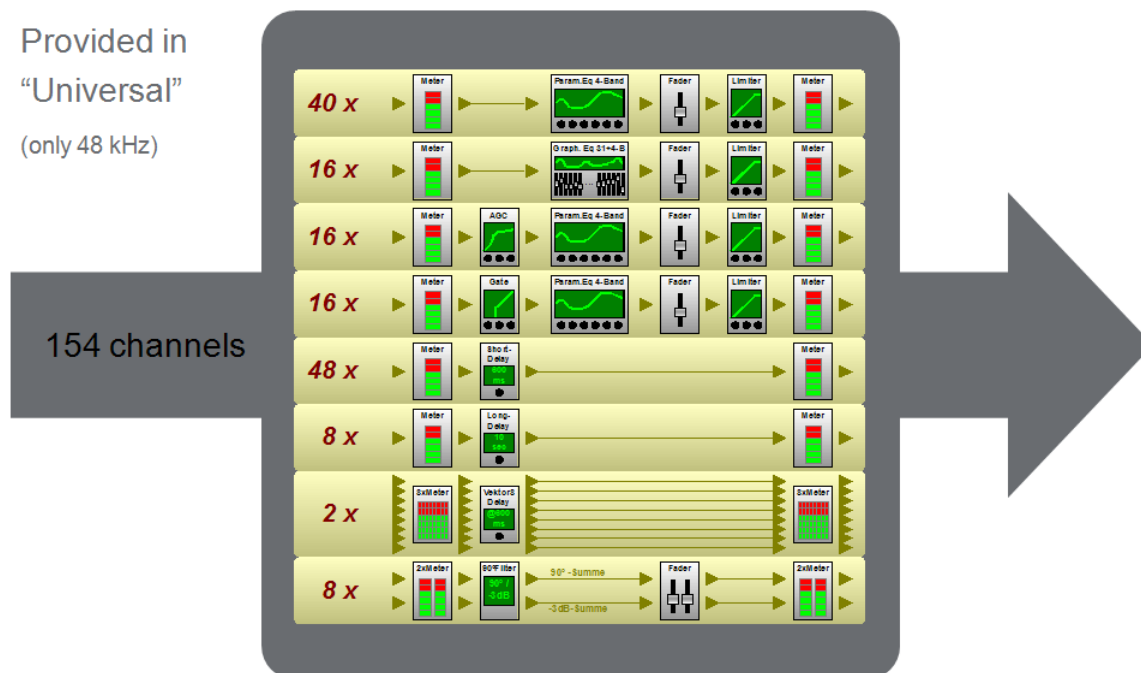 Provided in
“Universal”
(only 48 kHz)
154 channels
40 x
Meter
Param.Eq 4-Band
Fader
Limiter
Meter
16 x
Meter
Graph. Eq 31+4-B
Fader
Limiter
Meter
16 x
Meter
AGC
Param.Eq 4-Band
Fader
Limiter
Meter
16 x
Meter
Gate
Param.Eq 4-Band
Fader
Limiter
Meter
48 x
Meter
Short-
Delay
600
ms
Meter
8 x
Meter
Long-
Delay
10
sec
Meter
2 x
8xMeter
Vektor8
Delay
@600
ms
8xMeter
8 x
2xMeter
90°Filter
90° /
-3dB
90° -Summe
-3dB-Summe
Fader
2xMeter